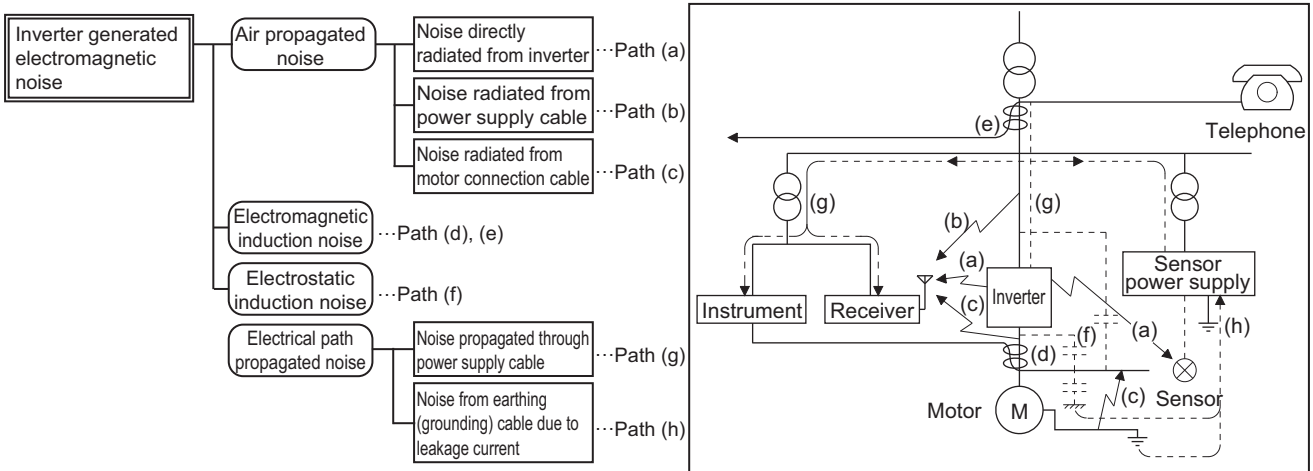 Inverter generated
electromagnetic
noise
Air propagated
noise
Noise directly
radiated from inverter
···Path (a)
Noise radiated from
power supply cable
···Path (b)
Noise radiated from
motor connection cable
···Path (c)
Electromagnetic
induction noise
···Path (d), (e)
Electrostatic
induction noise
···Path (f)
Electrical path
propagated noise
Noise propagated through
power supply cable
···Path (g)
Noise from earthing
(grounding) cable due to
leakage current
···Path (h)
Telephone
(e)
(g)
(g)
(b)
(a)
Sensor
power supply
Instrument
Receiver
(c)
Inverter
(f)
(a)
(h)
(d)
(c)
Sensor
Motor
M